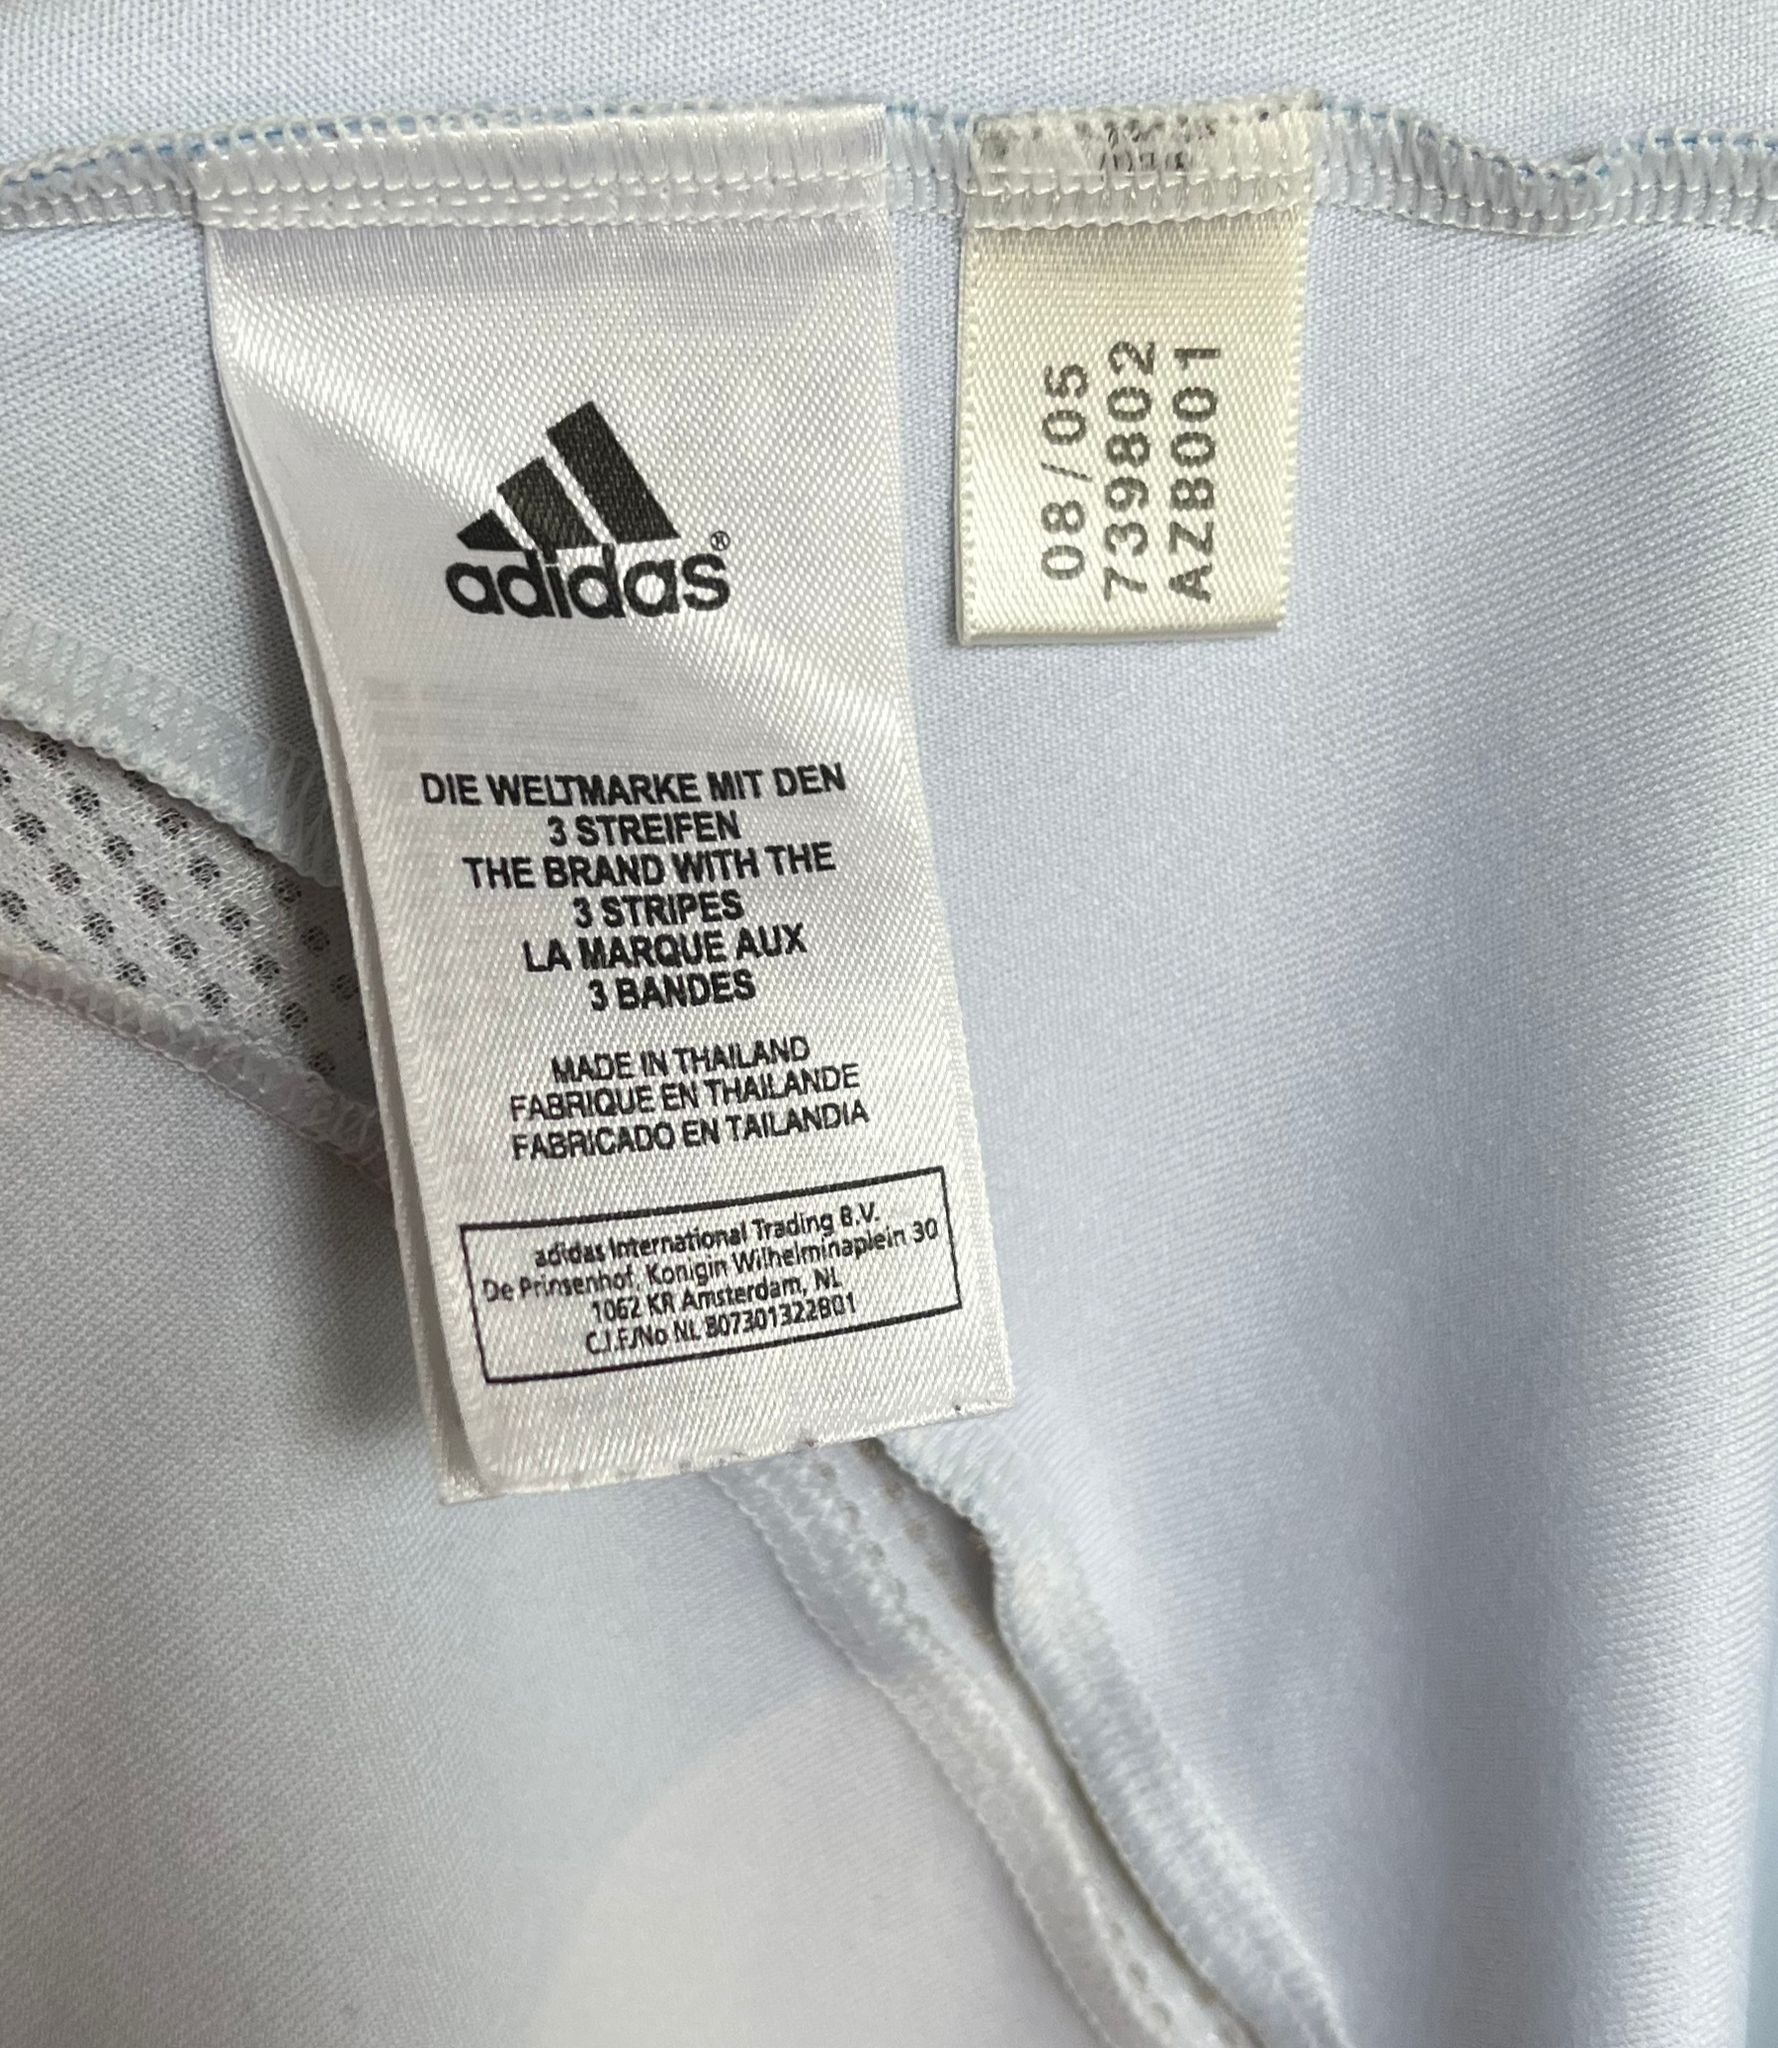 adidas®
DIE WELTMARKE MIT DEN
3 STREIFEN
THE BRAND WITH THE
3 STRIPES
LA MARQUE AUX
3 BANDES
MADE IN THAILAND
FABRIQUE EN THAILANDE
FABRICADO EN TAILANDIA
adidas International Trading B.V.
De Prinsenhof, Konigin Wilhelminaplein 30
1062 KR Amsterdam, NL
C.I.F./No NL 807301322B01
08/05
739802
AZB001